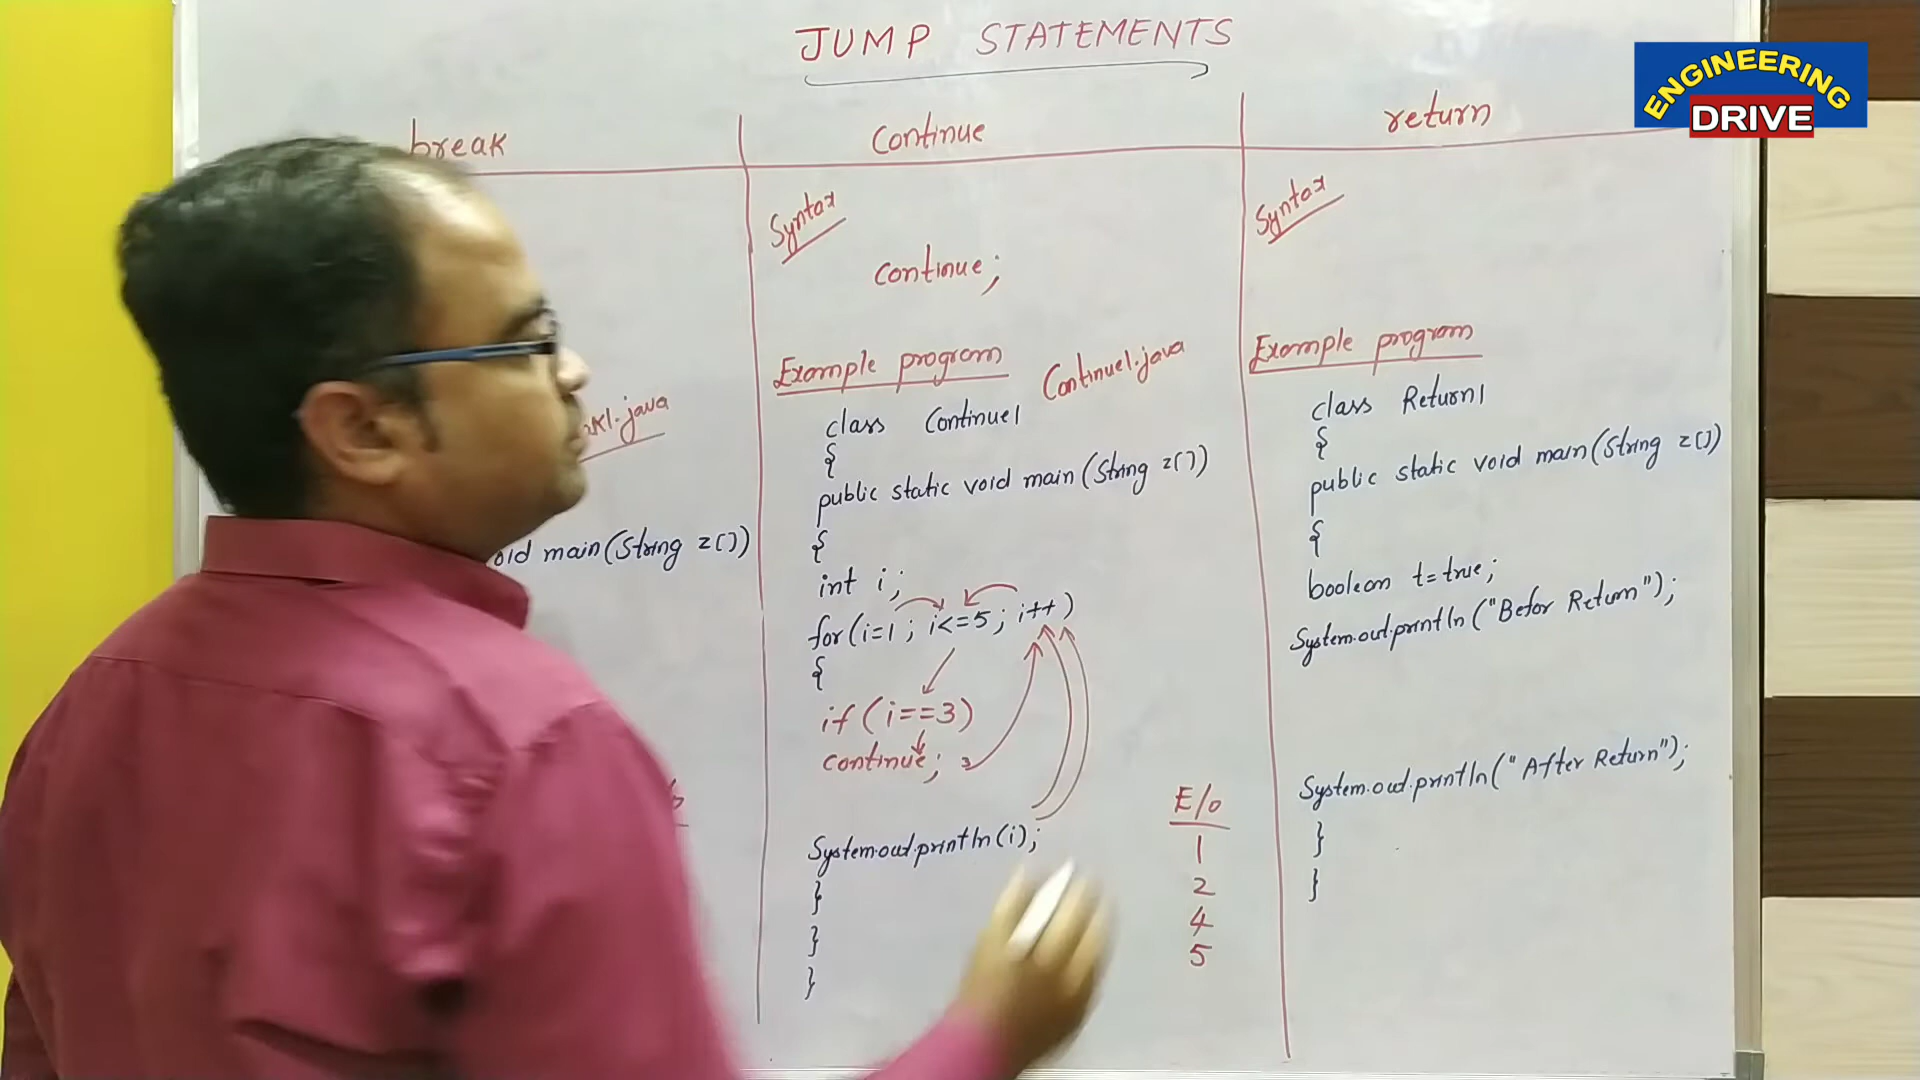 JUMP STATEMENTS
ENGINEERING
DRIVE
break
.java
void main(String z[])
Continue
Syntax
continue;
Example program
Continue1.java
class Continue1
{
public static void main(String z[])
{
int i;
for(i=1; i<=5; i++)
{
if(i==3)
continue;
System.out.println(i);
}
}
}
E/o
1
2
4
5
return
Syntax
Example program
class Return1
{
public static void main(String z[])
{
boolean t=true;
System.out.println("Befor Return");
System.out.println("After Return");
}
}